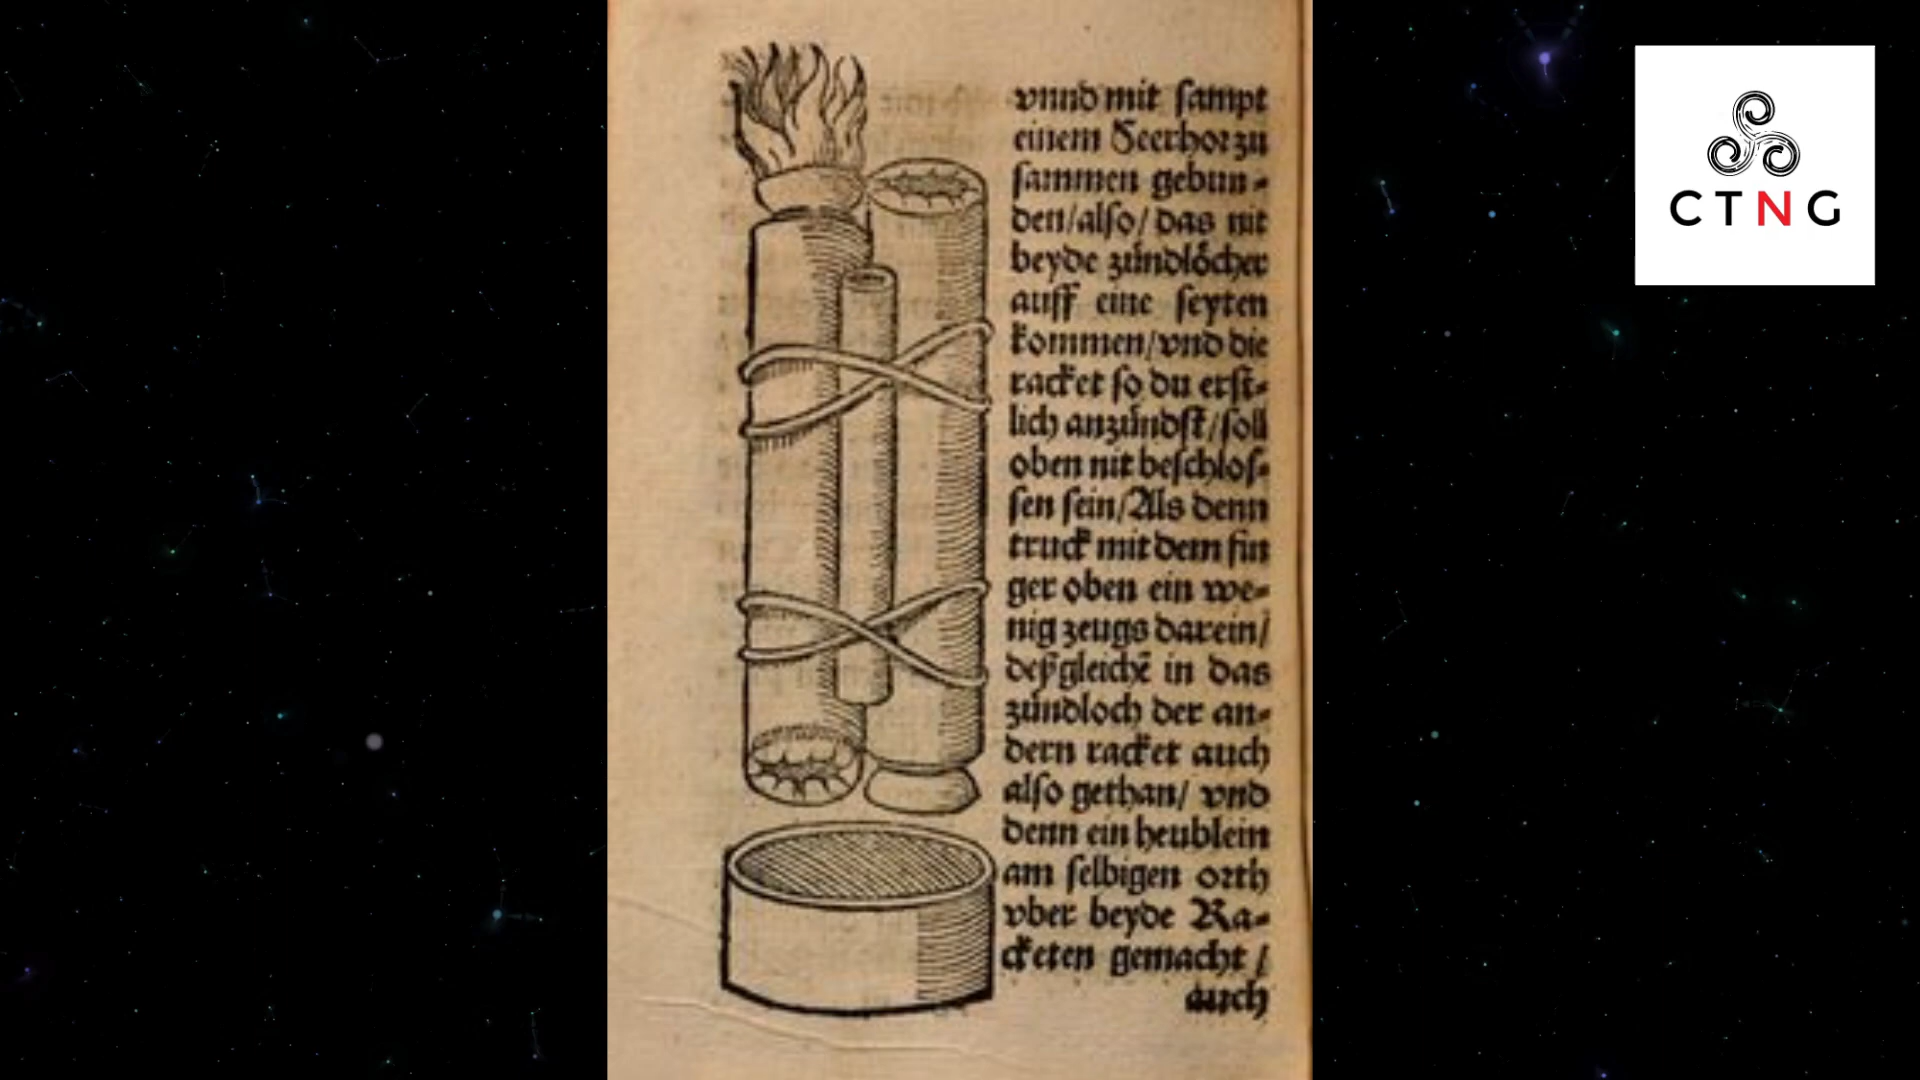 vnnd mit ſampt
einem Seerhor zu
ſammen gebun-
den/alſo/ das nit
beyde zündlöcher
auff eine ſeyten
kommen/vnd die
racket ſo du erſt-
lich anzündſt/ſoll
oben nit beſchloſ-
ſen ſein/Als denn
truck mit dem fin
ger oben ein we-
nig zeugs darein/
deßgleichē in das
zündloch der an-
dern racket auch
alſo gethan/ vnd
denn ein heublein
am ſelbigen orth
vber beyde Ra-
cketen gemacht /
auch
CTNG